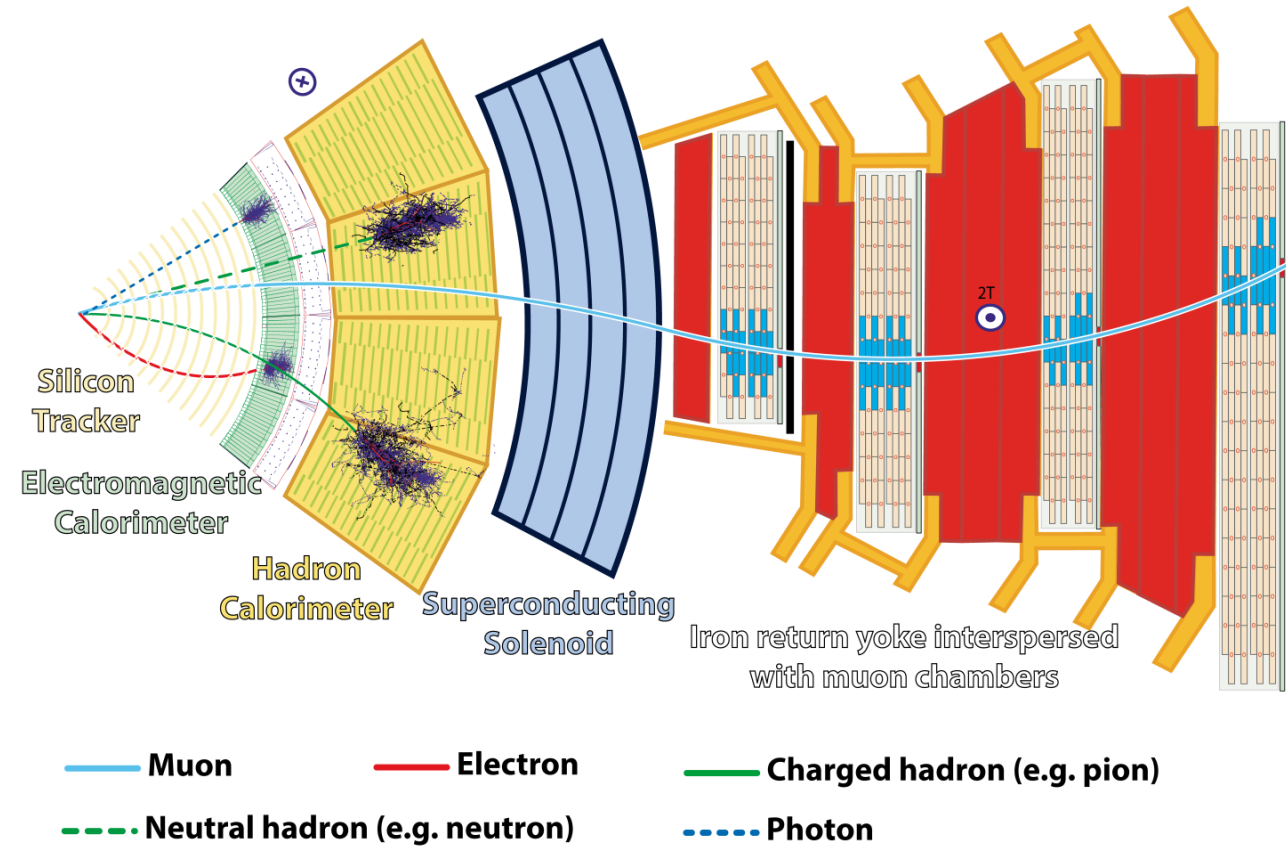 2T
Silicon
Tracker
Electromagnetic
Calorimeter
Hadron
Calorimeter
Superconducting
Solenoid
Iron return yoke interspersed
with muon chambers
Muon
Electron
Charged hadron (e.g. pion)
Neutral hadron (e.g. neutron)
Photon